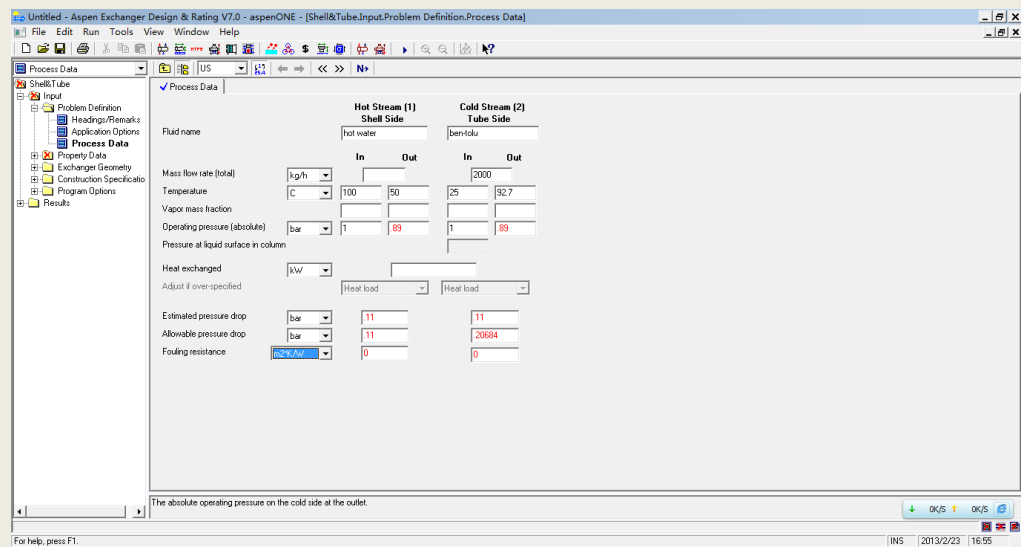 Untitled - Aspen Exchanger Design & Rating V7.0 - aspenONE - [Shell&Tube.Input.Problem Definition.Process Data]
File Edit Run Tools View Window Help
Process Data
US
Shell&Tube
Input
Problem Definition
Headings/Remarks
Application Options
Process Data
Property Data
Exchanger Geometry
Construction Specificatio
Program Options
Results
Process Data
Hot Stream (1) Cold Stream (2)
Shell Side Tube Side
Fluid name hot water ben-tolu
In Out In Out
Mass flow rate (total) kg/h 2000
Temperature C 100 50 25 92.7
Vapor mass fraction
Operating pressure (absolute) bar 1 .89 1 .89
Pressure at liquid surface in column
Heat exchanged kW
Adjust if over-specified Heat load Heat load
Estimated pressure drop bar .11 .11
Allowable pressure drop bar .11 .20684
Fouling resistance m2*K/W 0 0
The absolute operating pressure on the cold side at the outlet.
0K/S 0K/S
For help, press F1. INS 2013/2/23 16:55